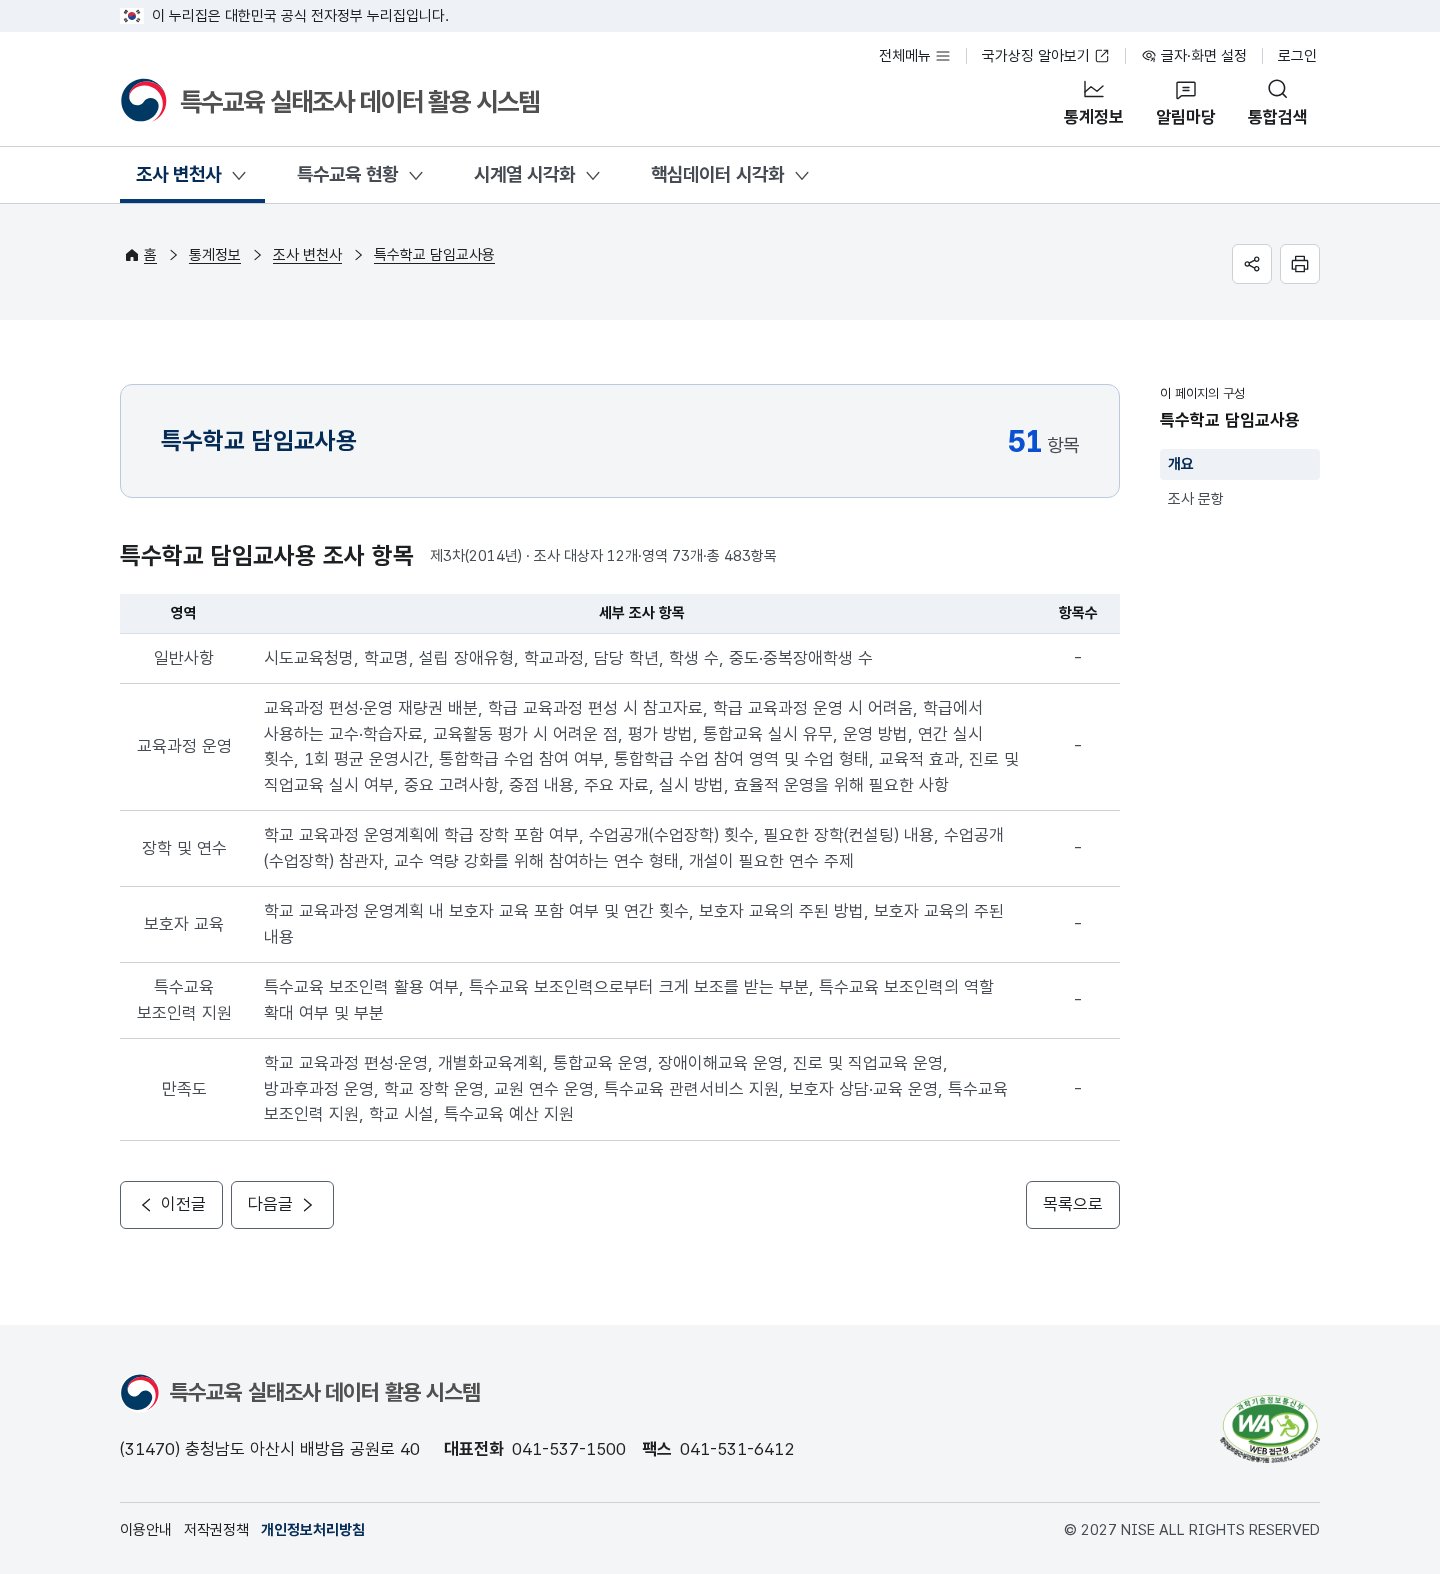 이 누리집은 대한민국 공식 전자정부 누리집입니다.
전체메뉴
국가상징 알아보기
글자·화면 설정
로그인
특수교육 실태조사 데이터 활용 시스템
통계정보
알림마당
통합검색
조사 변천사
특수교육 현황
시계열 시각화
핵심데이터 시각화
홈
통계정보
조사 변천사
특수학교 담임교사용
특수학교 담임교사용
51 항목
이 페이지의 구성
특수학교 담임교사용
개요
조사 문항
특수학교 담임교사용 조사 항목
제3차(2014년) · 조사 대상자 12개·영역 73개·총 483항목
영역 세부 조사 항목 항목수
일반사항
시도교육청명, 학교명, 설립 장애유형, 학교과정, 담당 학년, 학생 수, 중도·중복장애학생 수
-
교육과정 운영
교육과정 편성·운영 재량권 배분, 학급 교육과정 편성 시 참고자료, 학급 교육과정 운영 시 어려움, 학급에서
사용하는 교수·학습자료, 교육활동 평가 시 어려운 점, 평가 방법, 통합교육 실시 유무, 운영 방법, 연간 실시
횟수, 1회 평균 운영시간, 통합학급 수업 참여 여부, 통합학급 수업 참여 영역 및 수업 형태, 교육적 효과, 진로 및
직업교육 실시 여부, 중요 고려사항, 중점 내용, 주요 자료, 실시 방법, 효율적 운영을 위해 필요한 사항
-
장학 및 연수
학교 교육과정 운영계획에 학급 장학 포함 여부, 수업공개(수업장학) 횟수, 필요한 장학(컨설팅) 내용, 수업공개
(수업장학) 참관자, 교수 역량 강화를 위해 참여하는 연수 형태, 개설이 필요한 연수 주제
-
보호자 교육
학교 교육과정 운영계획 내 보호자 교육 포함 여부 및 연간 횟수, 보호자 교육의 주된 방법, 보호자 교육의 주된
내용
-
특수교육
보조인력 지원
특수교육 보조인력 활용 여부, 특수교육 보조인력으로부터 크게 보조를 받는 부분, 특수교육 보조인력의 역할
확대 여부 및 부분
-
만족도
학교 교육과정 편성·운영, 개별화교육계획, 통합교육 운영, 장애이해교육 운영, 진로 및 직업교육 운영,
방과후과정 운영, 학교 장학 운영, 교원 연수 운영, 특수교육 관련서비스 지원, 보호자 상담·교육 운영, 특수교육
보조인력 지원, 학교 시설, 특수교육 예산 지원
-
이전글
다음글
목록으로
특수교육 실태조사 데이터 활용 시스템
(31470) 충청남도 아산시 배방읍 공원로 40 대표전화 041-537-1500 팩스 041-531-6412
과학기술정보통신부
WA
WEB 접근성
이용안내 저작권정책 개인정보처리방침
© 2027 NISE ALL RIGHTS RESERVED